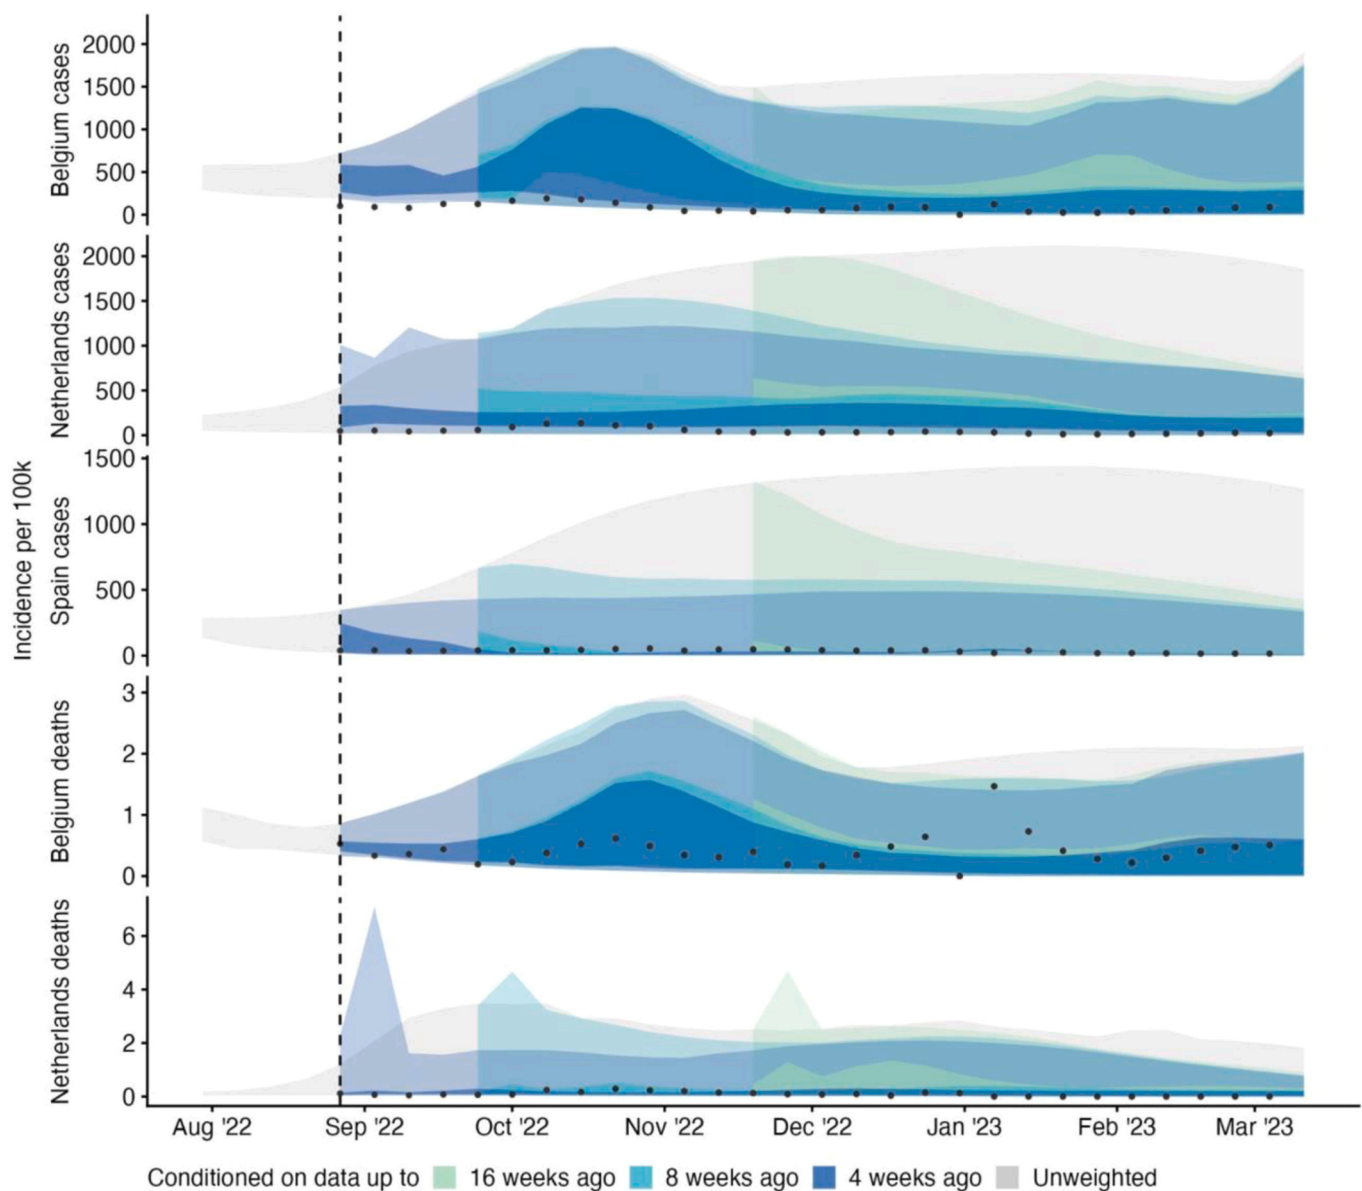 Incidence per 100k
Belgium cases
2000
1500
1000
500
0
Netherlands cases
2000
1500
1000
500
0
Spain cases
1500
1000
500
0
Belgium deaths
3
2
1
0
Netherlands deaths
6
4
2
0
Aug '22 Sep '22 Oct '22 Nov '22 Dec '22 Jan '23 Feb '23 Mar '23
Conditioned on data up to 16 weeks ago 8 weeks ago 4 weeks ago Unweighted